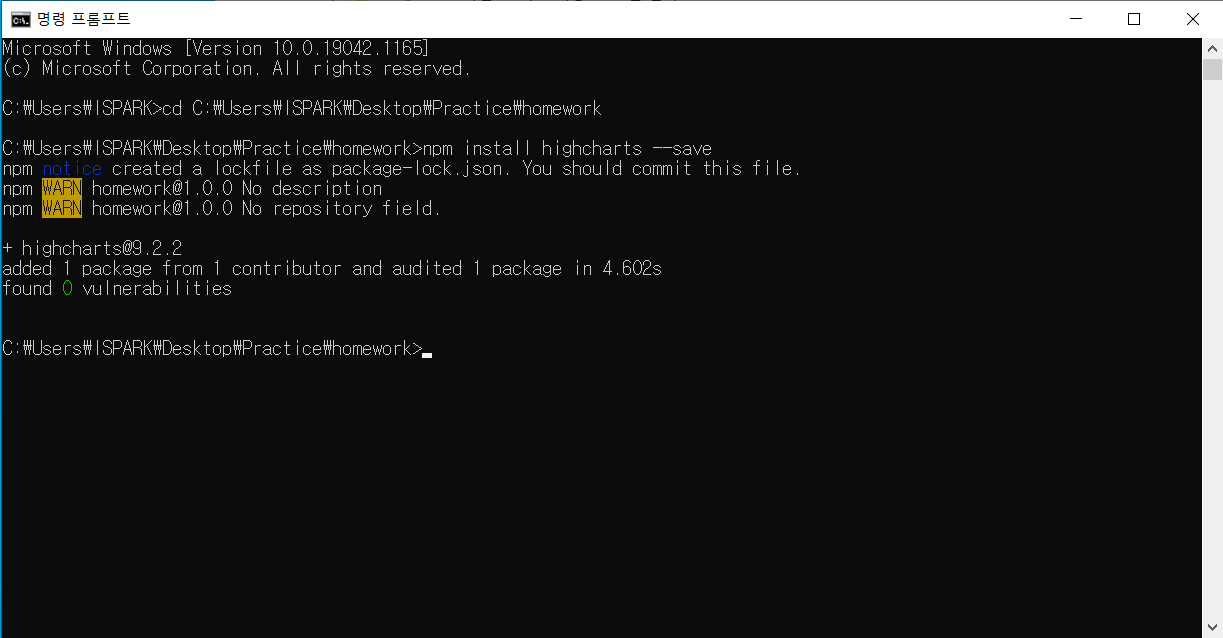 명령 프롬프트
Microsoft Windows [Version 10.0.19042.1165]
(c) Microsoft Corporation. All rights reserved.
C:₩Users₩ISPARK>cd C:₩Users₩ISPARK₩Desktop₩Practice₩homework
C:₩Users₩ISPARK₩Desktop₩Practice₩homework>npm install highcharts --save
npm notice created a lockfile as package-lock.json. You should commit this file.
npm WARN homework@1.0.0 No description
npm WARN homework@1.0.0 No repository field.
+ highcharts@9.2.2
added 1 package from 1 contributor and audited 1 package in 4.602s
found 0 vulnerabilities
C:₩Users₩ISPARK₩Desktop₩Practice₩homework>